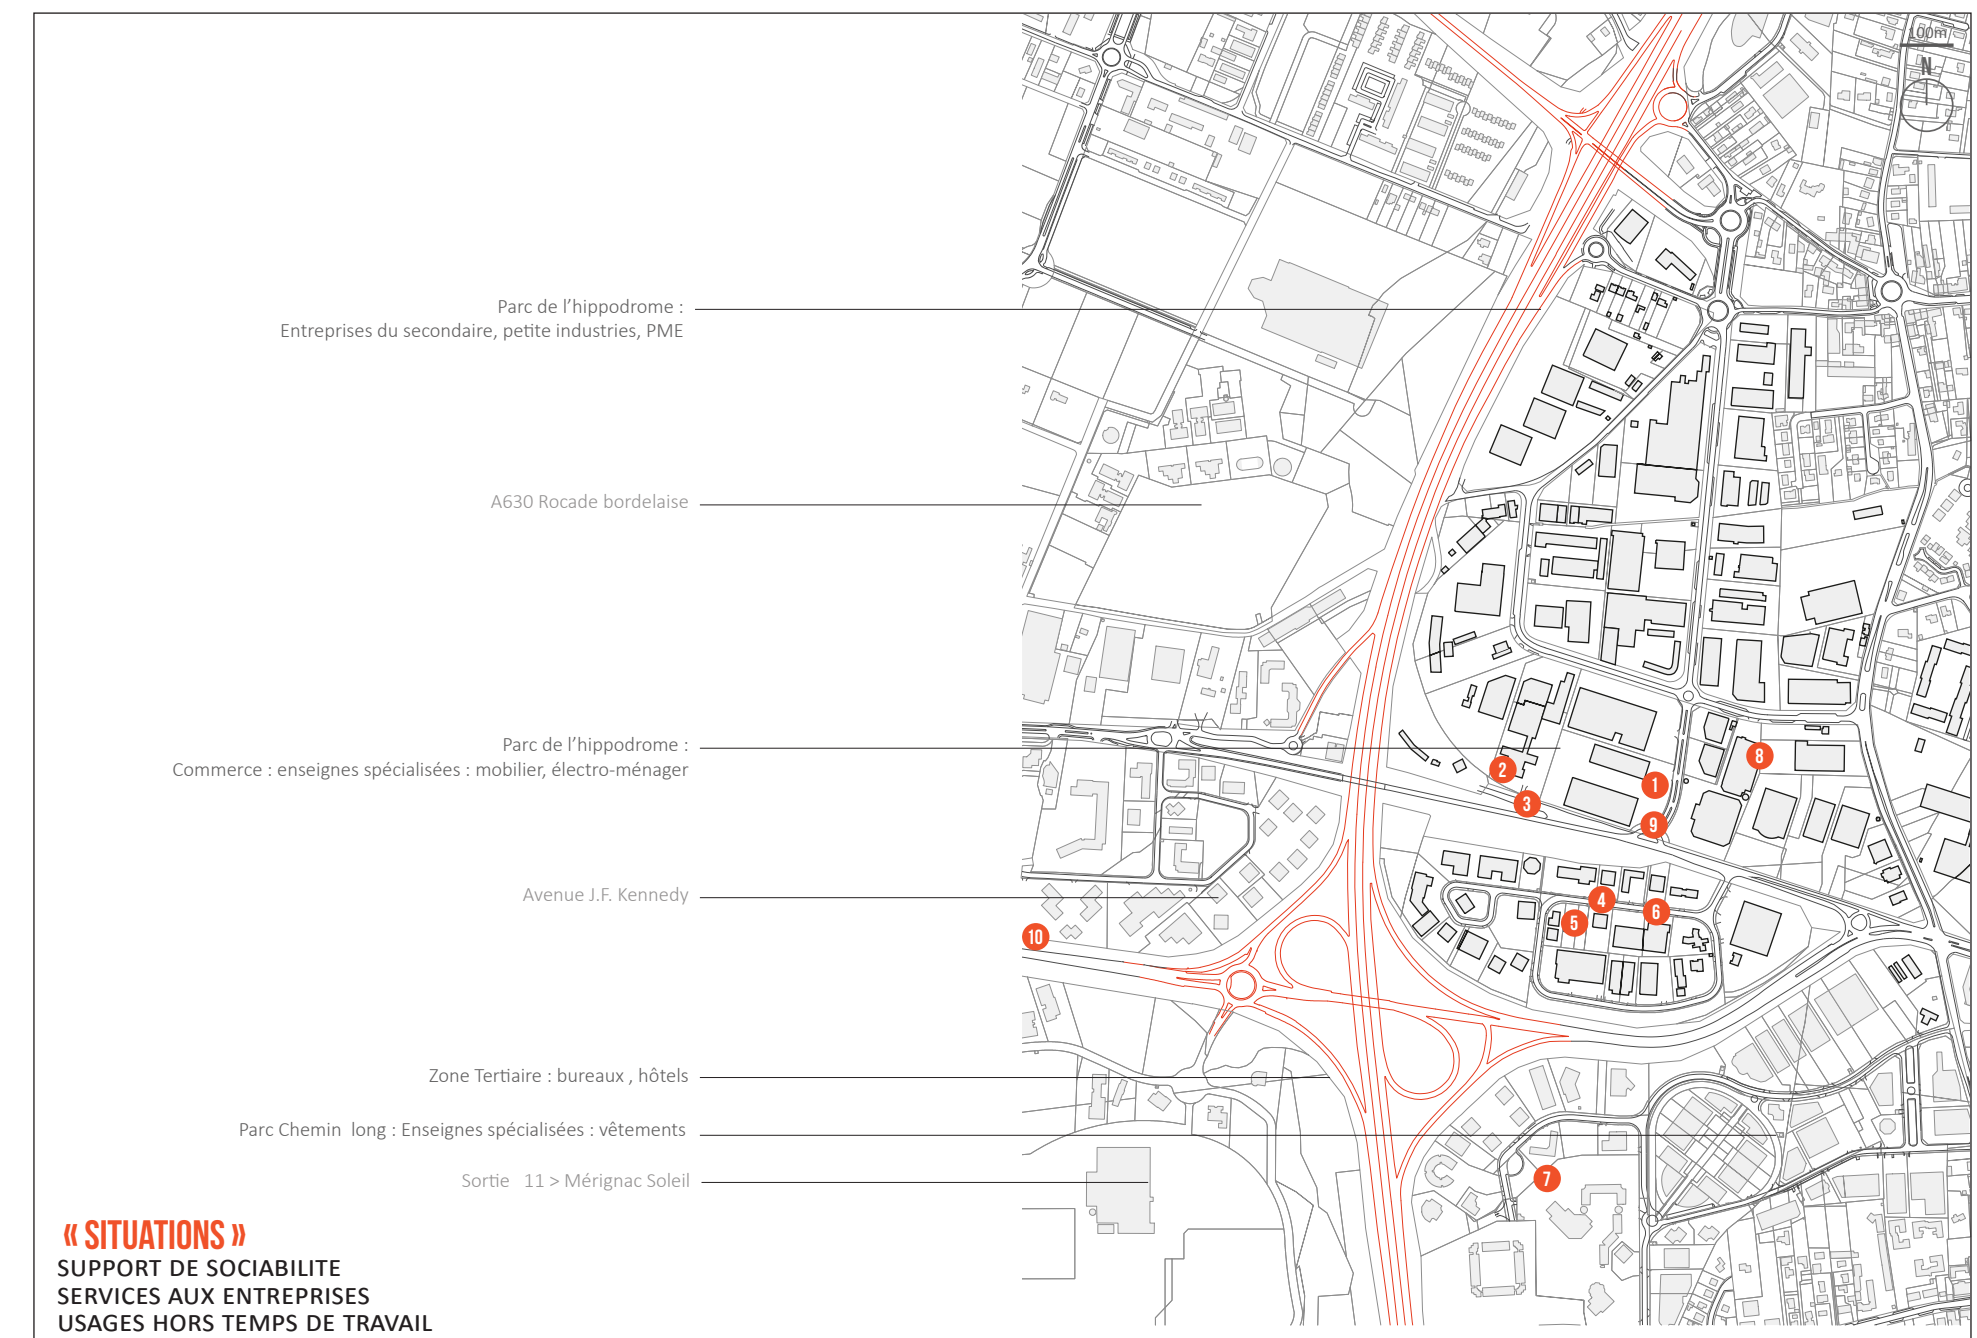 100m
N
Parc de l’hippodrome :
Entreprises du secondaire, petite industries, PME
A630 Rocade bordelaise
Parc de l’hippodrome :
Commerce : enseignes spécialisées : mobilier, électro-ménager
8
2
1
3
9
Avenue J.F. Kennedy
4
6
5
10
Zone Tertiaire : bureaux , hôtels
Parc Chemin long : Enseignes spécialisées : vêtements
Sortie 11 > Mérignac Soleil
7
« SITUATIONS »
SUPPORT DE SOCIABILITE
SERVICES AUX ENTREPRISES
USAGES HORS TEMPS DE TRAVAIL